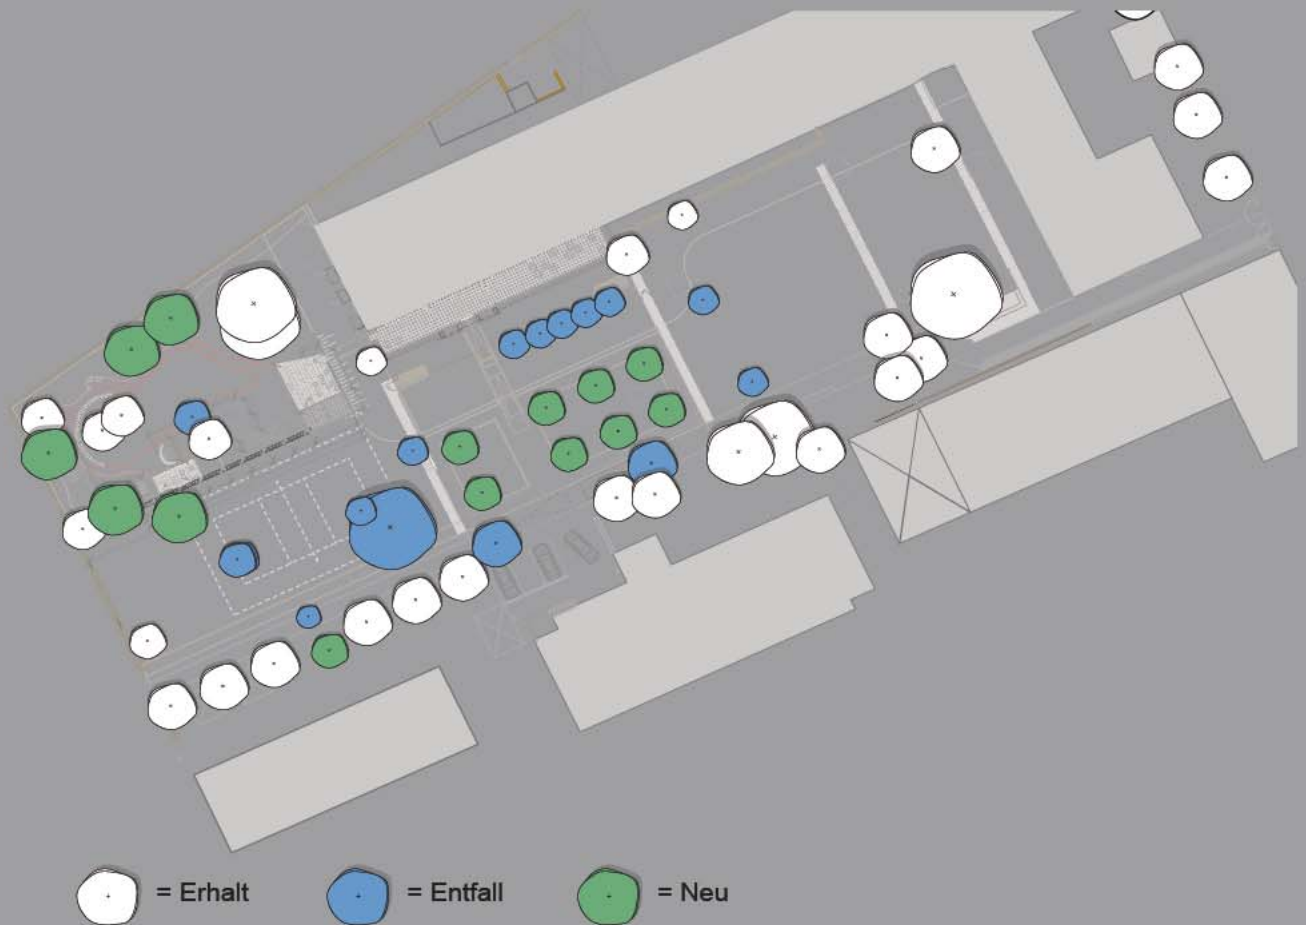 = Erhalt = Entfall = Neu